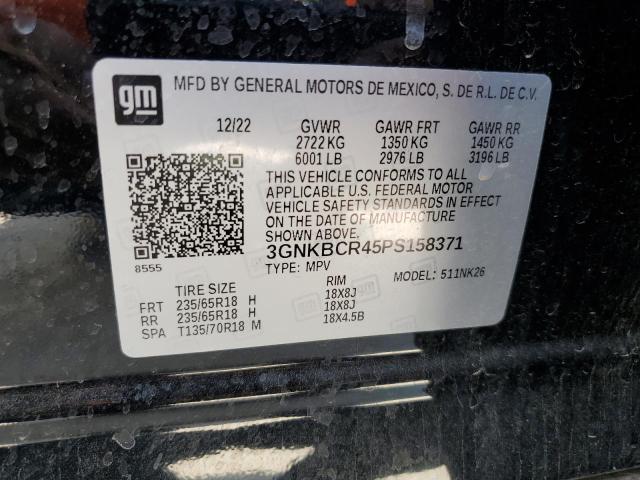 gm
MFD BY GENERAL MOTORS DE MEXICO, S. DE R.L. DE C.V.
12/22 GVWR GAWR FRT GAWR RR
2722 KG 1350 KG 1450 KG
6001 LB 2976 LB 3196 LB
THIS VEHICLE CONFORMS TO ALL
APPLICABLE U.S. FEDERAL MOTOR
VEHICLE SAFETY STANDARDS IN EFFECT
ON THE DATE OF MANUFACTURE
SHOWN ABOVE.
3GNKBCR45PS158371
8555
TYPE: MPV MODEL: 511NK26
TIRE SIZE RIM
FRT 235/65R18 H 18X8J
RR 235/65R18 H 18X8J
SPA T135/70R18 M 18X4.5B